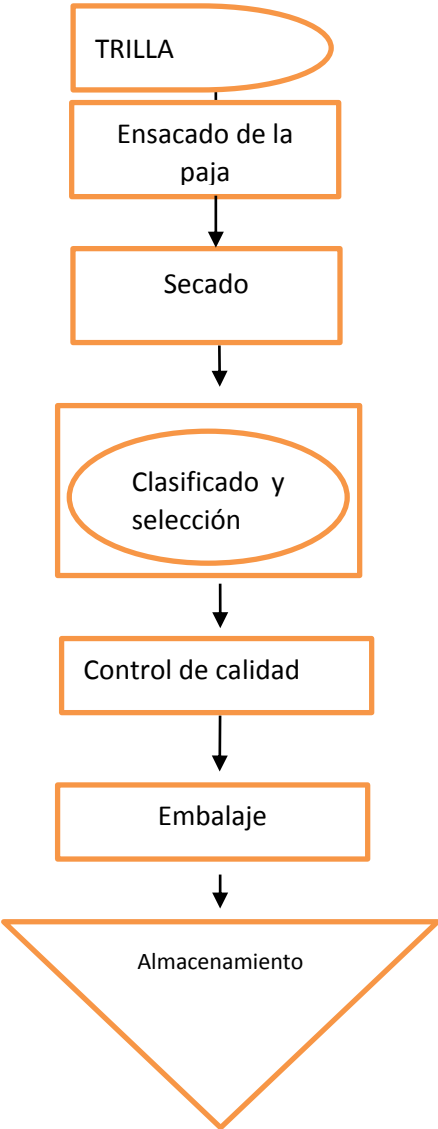 TRILLA
Ensacado de la
paja
Secado
Clasificado y
selección
Control de calidad
Embalaje
Almacenamiento